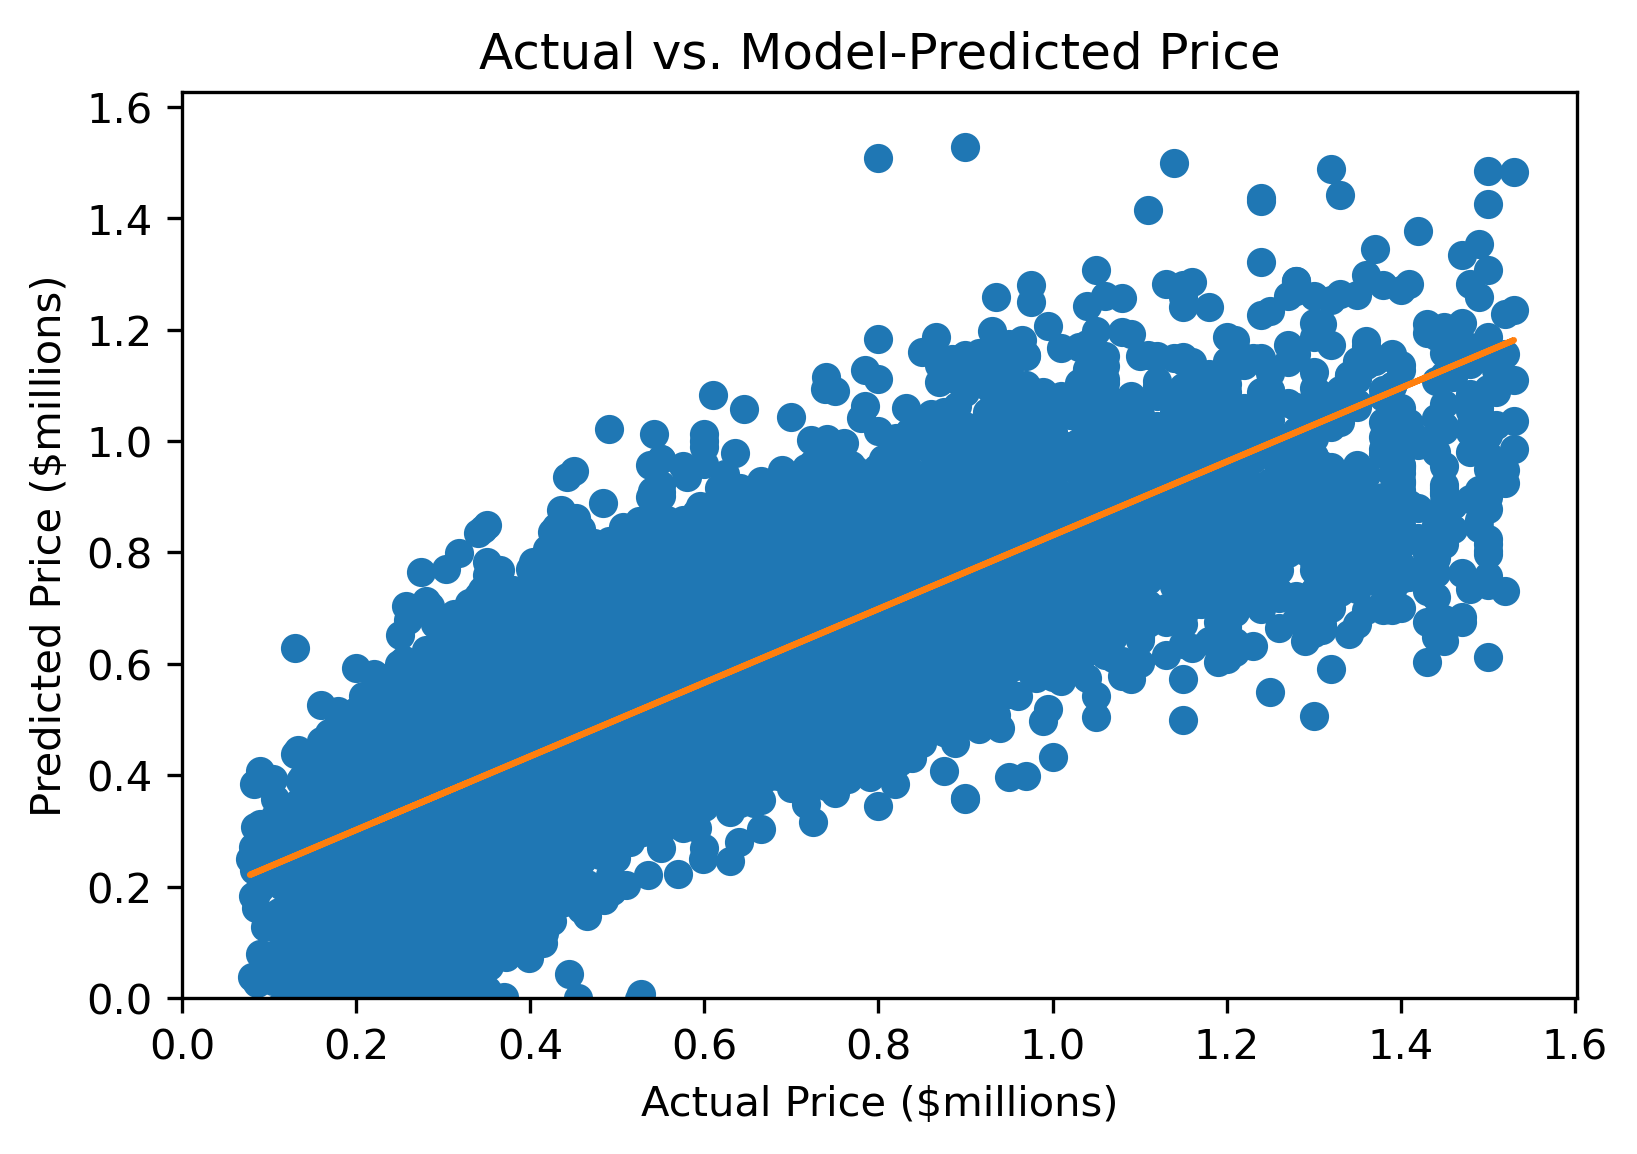 Actual vs. Model-Predicted Price
Predicted Price ($millions)
1.6
1.4
1.2
1.0
0.8
0.6
0.4
0.2
0.0
0.0 0.2 0.4 0.6 0.8 1.0 1.2 1.4 1.6
Actual Price ($millions)